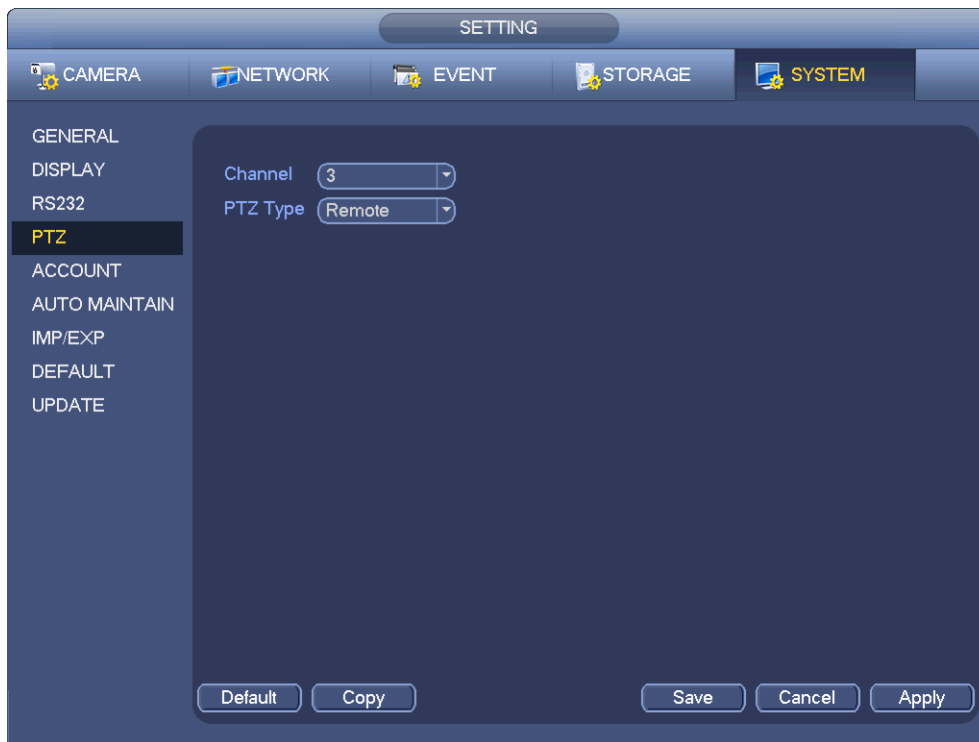 SETTING
CAMERA NETWORK EVENT STORAGE SYSTEM
GENERAL
DISPLAY
RS232
PTZ
ACCOUNT
AUTO MAINTAIN
IMP/EXP
DEFAULT
UPDATE
Channel 3
PTZ Type Remote
Default Copy Save Cancel Apply